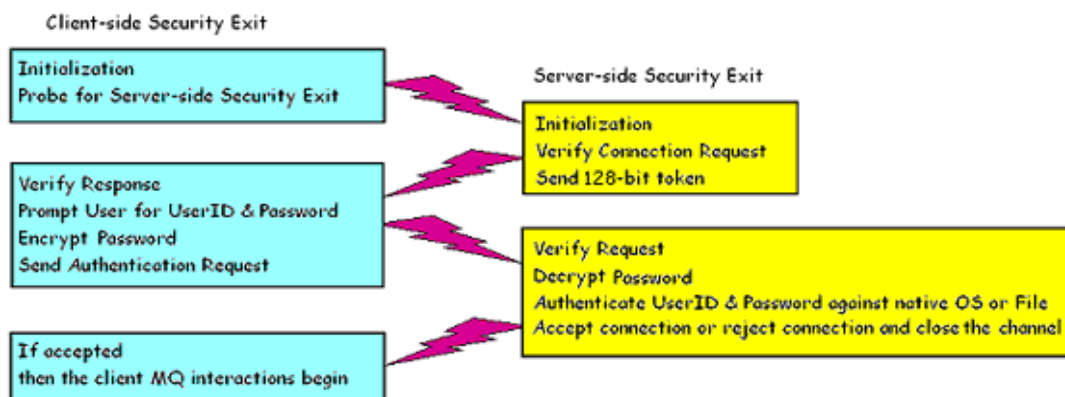 Client-side Security Exit
Initialization
Probe for Server-side Security Exit
Server-side Security Exit
Initialization
Verify Connection Request
Send 128-bit token
Verify Response
Prompt User for UserID & Password
Encrypt Password
Send Authentication Request
Verify Request
Decrypt Password
Authenticate UserID & Password against native OS or File
Accept connection or reject connection and close the channel
If accepted
then the client MQ interactions begin